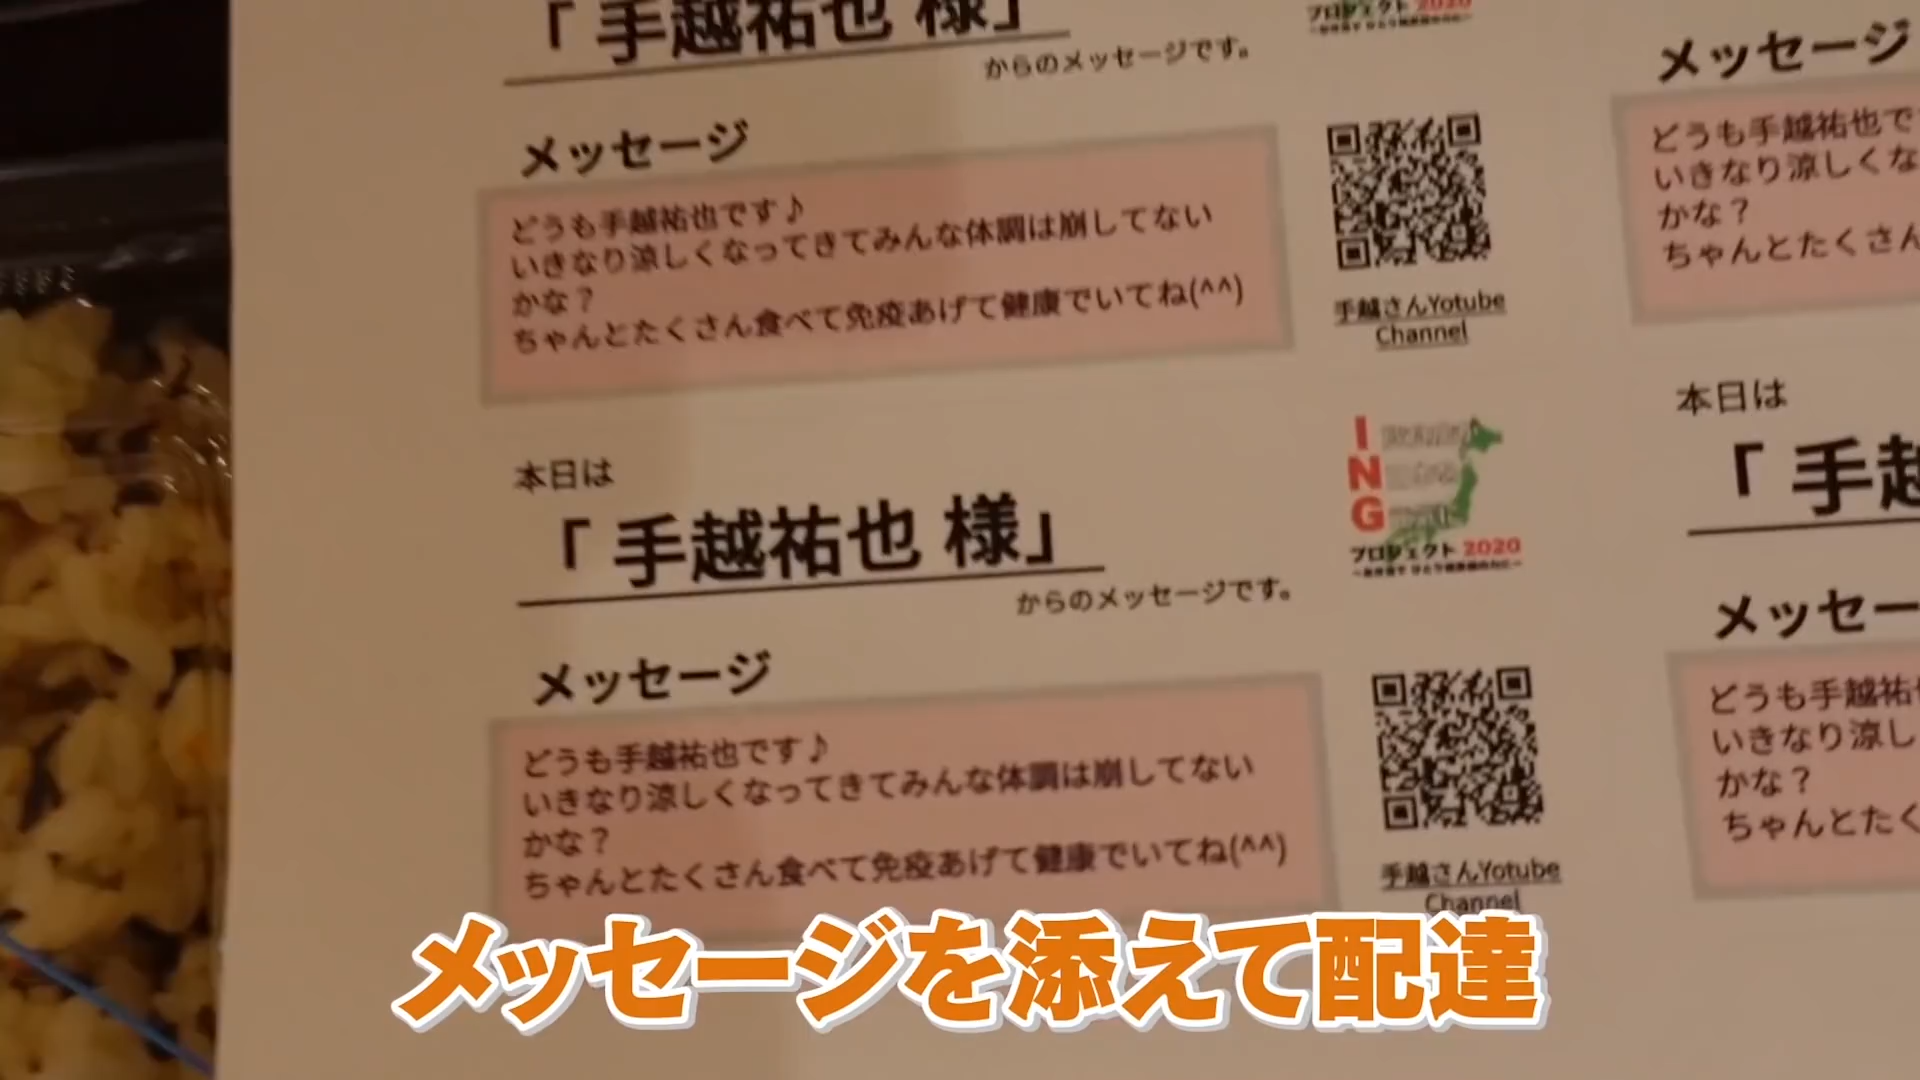 「手越祐也 様」
からのメッセージです。
プロジェクト 2020
メッセージ
どうも手越祐也です♪
いきなり涼しくなってきてみんな体調は崩してない
かな？
ちゃんとたくさん食べて免疫あげて健康でいてね(^^)
手越さんYotube
Channel
本日は
「手越祐也 様」
からのメッセージです。
I
N
G
プロジェクト 2020
メッセージ
どうも手越祐也です♪
いきなり涼しくなってきてみんな体調は崩してない
かな？
ちゃんとたくさん食べて免疫あげて健康でいてね(^^)
手越さんYotube
Channel
メッセージ
どうも手越祐也で
いきなり涼しくな
かな？
ちゃんとたくさん
本日は
「手越
メッセー
どうも手越祐
いきなり涼し
かな？
ちゃんとたく
メッセージを添えて配達